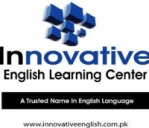 Innovative
English Learning Center
A Trusted Name In English Language
www.innovativeenglish.com.pk